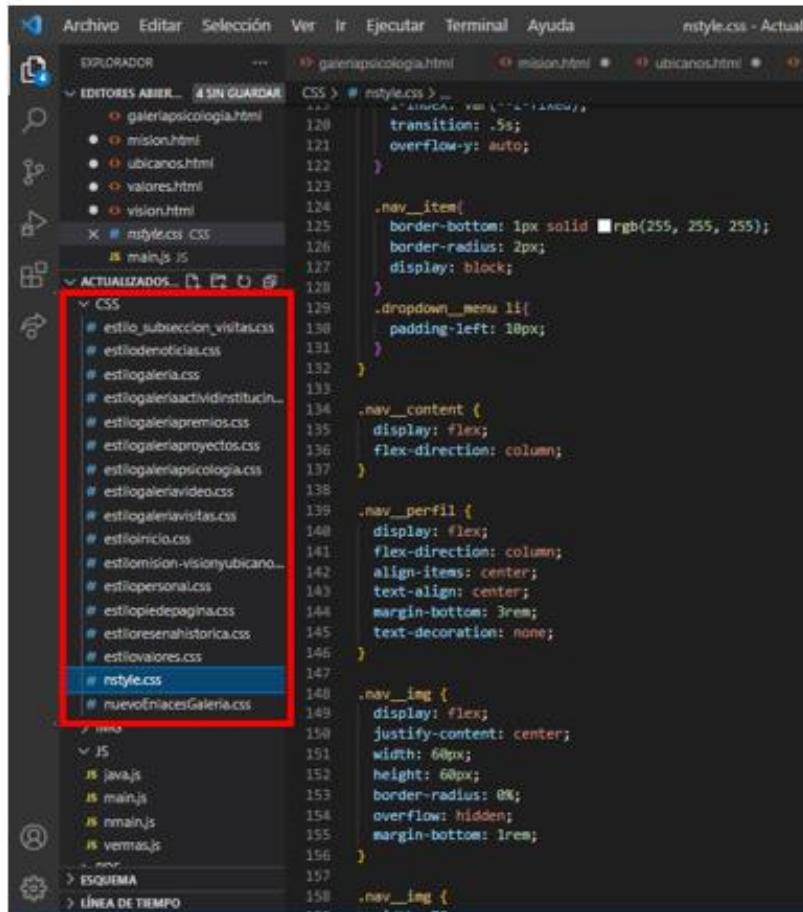 Archivo Editar Selección Ver Ir Ejecutar Terminal Ayuda nstyle.css - Actual
EXPLORADOR ...
EDITORES ABIER... 4 SIN GUARDAR
galeriapsicologia.html
mision.html
ubicanos.html
valores.html
vision.html
nstyle.css CSS
main.js JS
ACTUALIZADOS...
CSS
estilo_subseccion_visitas.css
estilodenoticias.css
estilogaleria.css
estilogaleriaactividinstitucin...
estilogaleriapremios.css
estilogaleriaproyectos.css
estilogaleriapsicologia.css
estilogaleriavideo.css
estilogaleriavisitas.css
estiloinicio.css
estilomision-visionyubicano...
estilopersonal.css
estilopiedepagina.css
estiloresenahistorica.css
estilovalores.css
nstyle.css
nuevoEnlacesGaleria.css
IMG
JS
java.js
main.js
nmain.js
vermas.js
ESQUEMA
LÍNEA DE TIEMPO
galeriapsicologia.html mision.html ubicanos.html
CSS > nstyle.css > ...
120 transition: .5s;
121 overflow-y: auto;
122 }
123
124 .nav__item{
125 border-bottom: 1px solid rgb(255, 255, 255);
126 border-radius: 2px;
127 display: block;
128 }
129 .dropdown__menu li{
130 padding-left: 10px;
131 }
132 }
133
134 .nav__content {
135 display: flex;
136 flex-direction: column;
137 }
138
139 .nav__perfil {
140 display: flex;
141 flex-direction: column;
142 align-items: center;
143 text-align: center;
144 margin-bottom: 3rem;
145 text-decoration: none;
146 }
147
148 .nav__img {
149 display: flex;
150 justify-content: center;
151 width: 60px;
152 height: 60px;
153 border-radius: 0%;
154 overflow: hidden;
155 margin-bottom: 1rem;
156 }
157
158 .nav__img {